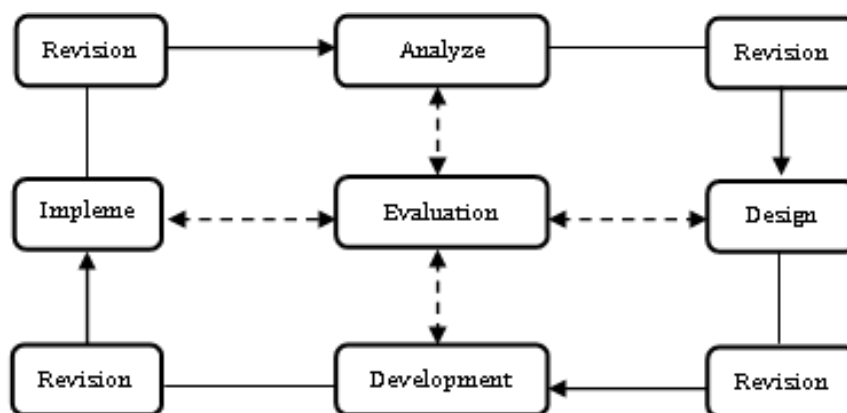 Revision
Analyze
Revision
Impleme
Evaluation
Design
Revision
Development
Revision